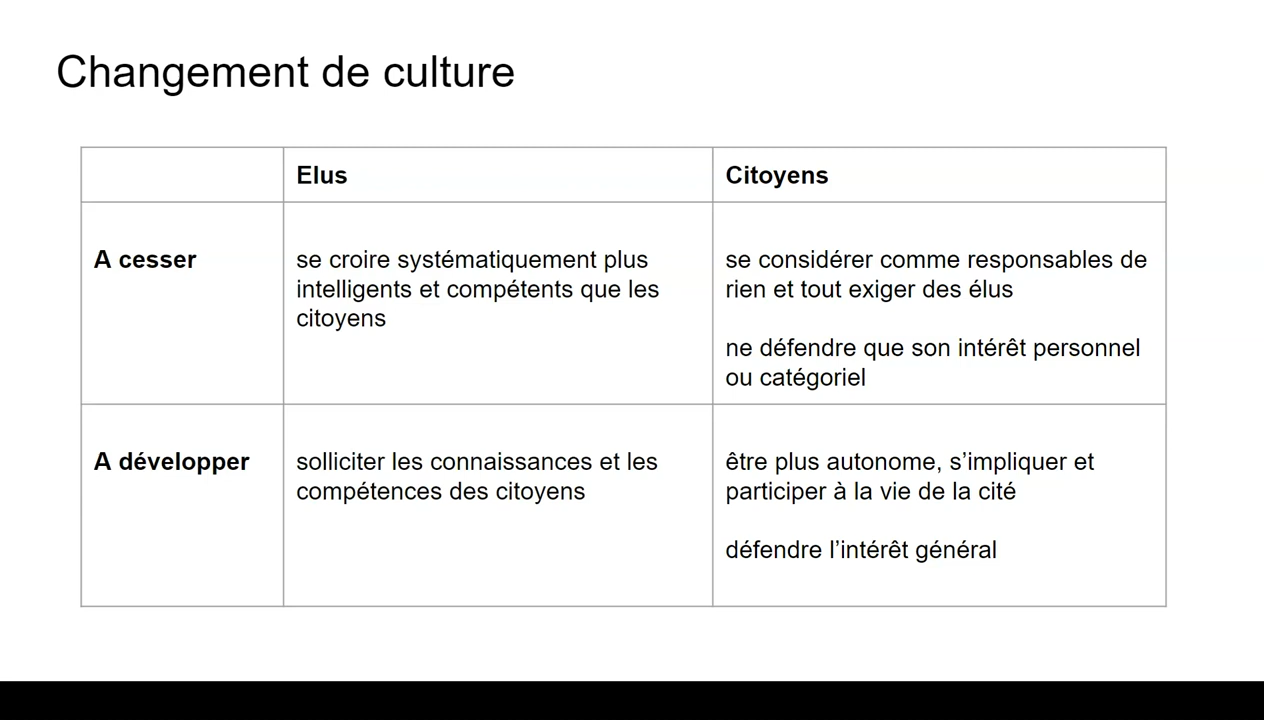 Changement de culture
Elus
Citoyens
A cesser
se croire systématiquement plus
intelligents et compétents que les
citoyens
se considérer comme responsables de
rien et tout exiger des élus
ne défendre que son intérêt personnel
ou catégoriel
A développer
solliciter les connaissances et les
compétences des citoyens
être plus autonome, s’impliquer et
participer à la vie de la cité
défendre l’intérêt général